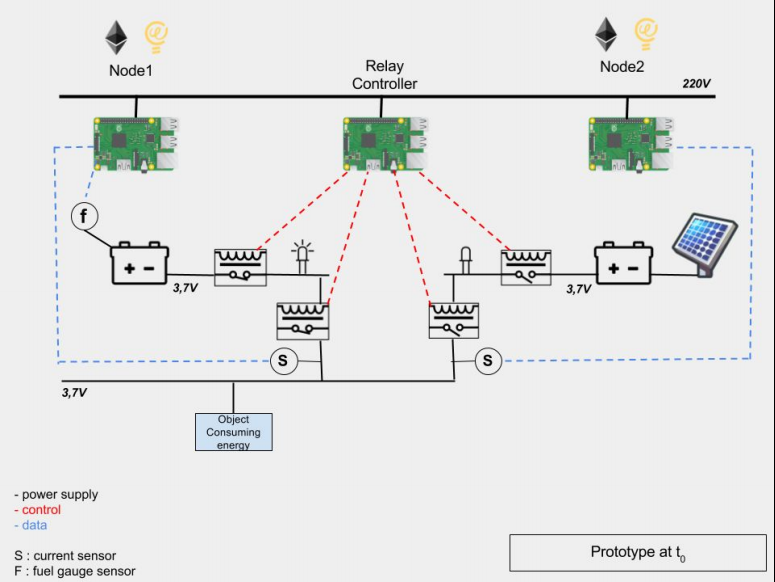 Node1
Relay
Controller
Node2
220V
f
+ -
3,7V
3,7V
+ -
S
S
3,7V
Object
Consuming
energy
- power supply
- control
- data
S : current sensor
F : fuel gauge sensor
Prototype at t₀